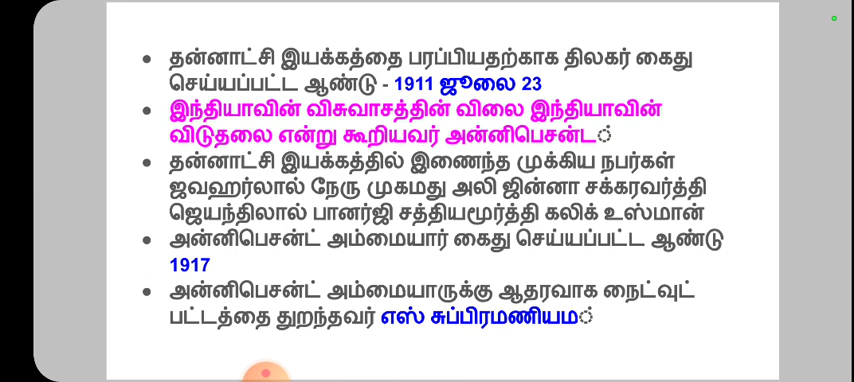 தன்னாட்சி இயக்கத்தை பரப்பியதற்காக திலகர் கைது
செய்யப்பட்ட ஆண்டு - 1911 ஜூலை 23
இந்தியாவின் விசுவாசத்தின் விலை இந்தியாவின்
விடுதலை என்று கூறியவர் அன்னிபெசன்ட்
தன்னாட்சி இயக்கத்தில் இணைந்த முக்கிய நபர்கள்
ஜவஹர்லால் நேரு முகமது அலி ஜின்னா சக்கரவர்த்தி
ஜெயந்திலால் பானர்ஜி சத்தியமூர்த்தி கலிக் உஸ்மான்
அன்னிபெசன்ட் அம்மையார் கைது செய்யப்பட்ட ஆண்டு
1917
அன்னிபெசன்ட் அம்மையாருக்கு ஆதரவாக நைட்வுட்
பட்டத்தை துறந்தவர் எஸ் சுப்பிரமணியம்